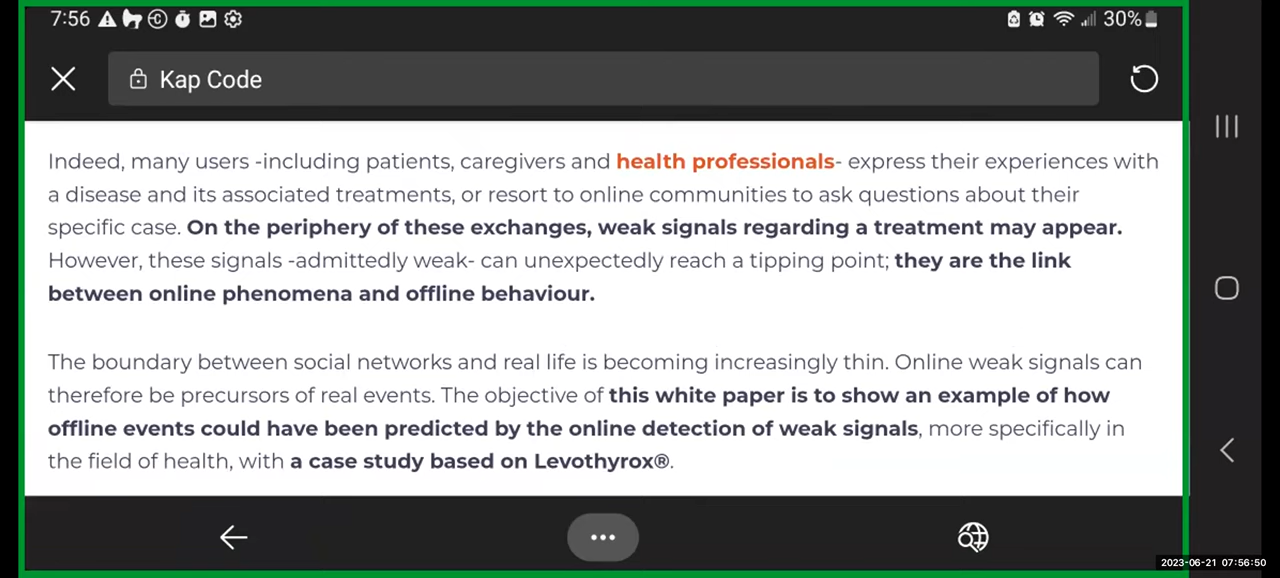 7:56
30%
Kap Code
Indeed, many users -including patients, caregivers and health professionals- express their experiences with
a disease and its associated treatments, or resort to online communities to ask questions about their
specific case. On the periphery of these exchanges, weak signals regarding a treatment may appear.
However, these signals -admittedly weak- can unexpectedly reach a tipping point; they are the link
between online phenomena and offline behaviour.
The boundary between social networks and real life is becoming increasingly thin. Online weak signals can
therefore be precursors of real events. The objective of this white paper is to show an example of how
offline events could have been predicted by the online detection of weak signals, more specifically in
the field of health, with a case study based on Levothyrox®.
2023-06-21 07:56:50